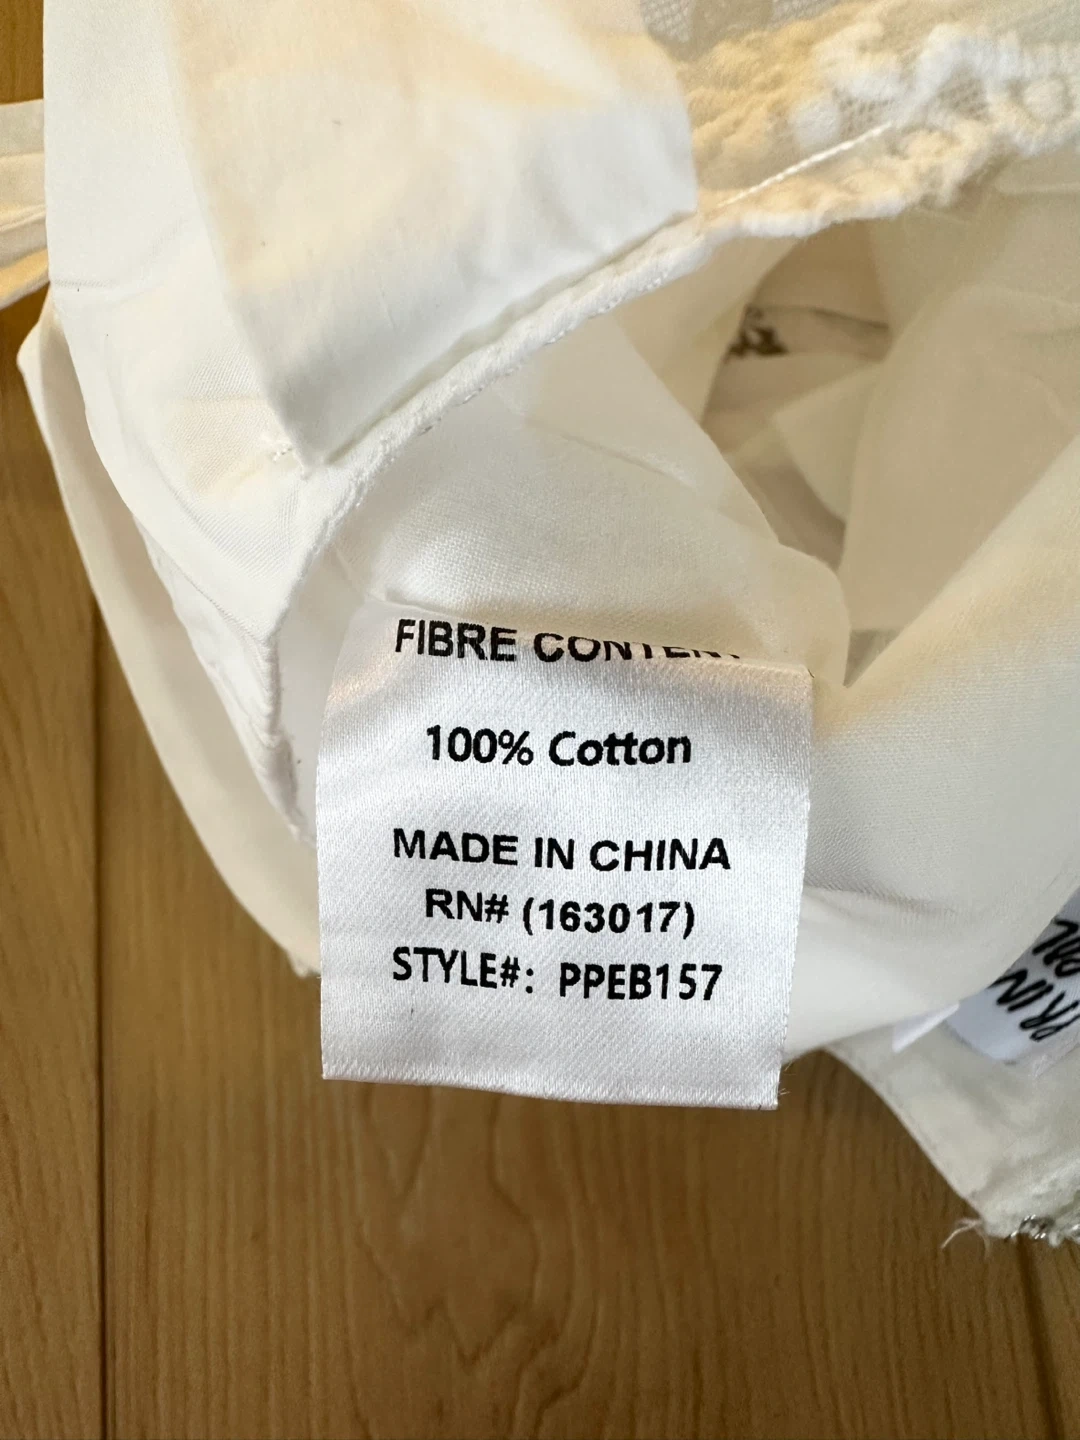 FIBRE CONTENT
100% Cotton
MADE IN CHINA
RN# (163017)
STYLE#: PPEB157